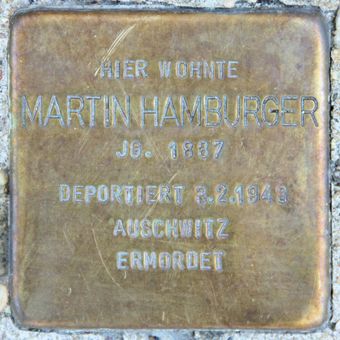 HIER WOHNTE
MARTIN HAMBURGER
JG. 1887
DEPORTIERT 3.2.1943
AUSCHWITZ
ERMORDET